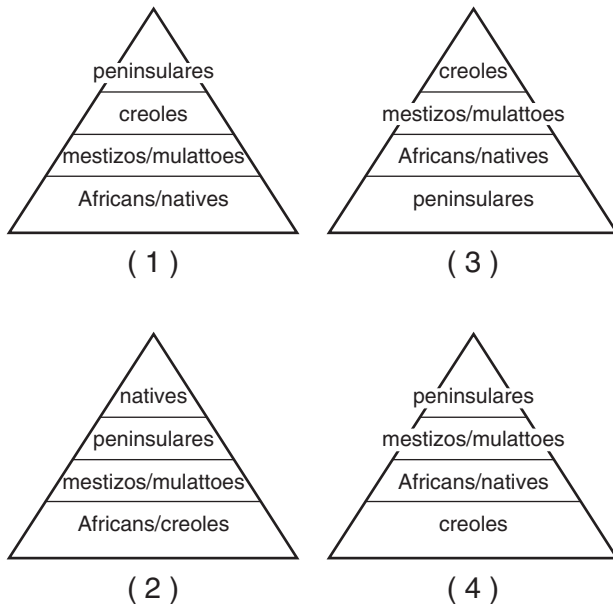 peninsulares
creoles
mestizos/mulattoes
Africans/natives
( 1 )
creoles
mestizos/mulattoes
Africans/natives
peninsulares
( 3 )
natives
peninsulares
mestizos/mulattoes
Africans/creoles
( 2 )
peninsulares
mestizos/mulattoes
Africans/natives
creoles
( 4 )